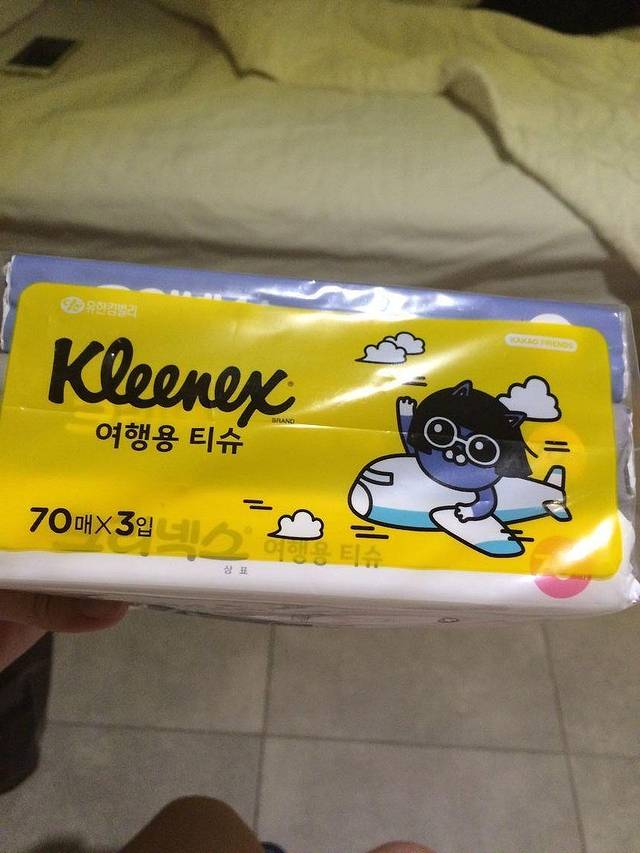 유한킴벌리
KAKAO FRIENDS
Kleenex
BRAND
여행용 티슈
70매×3입
크리넥스 여행용 티슈
상표